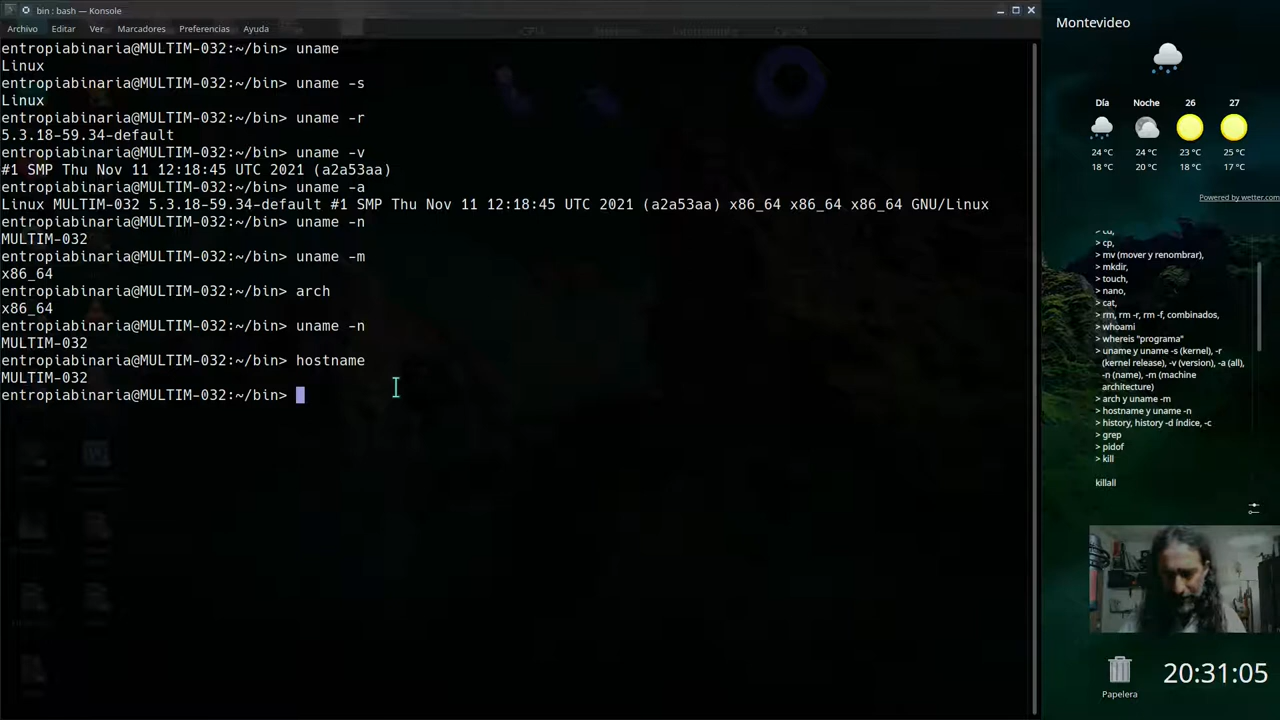 bin : bash — Konsole
Archivo Editar Ver Marcadores Preferencias Ayuda
entropiabinaria@MULTIM-032:~/bin> uname
Linux
entropiabinaria@MULTIM-032:~/bin> uname -s
Linux
entropiabinaria@MULTIM-032:~/bin> uname -r
5.3.18-59.34-default
entropiabinaria@MULTIM-032:~/bin> uname -v
#1 SMP Thu Nov 11 12:18:45 UTC 2021 (a2a53aa)
entropiabinaria@MULTIM-032:~/bin> uname -a
Linux MULTIM-032 5.3.18-59.34-default #1 SMP Thu Nov 11 12:18:45 UTC 2021 (a2a53aa) x86_64 x86_64 x86_64 GNU/Linux
entropiabinaria@MULTIM-032:~/bin> uname -n
MULTIM-032
entropiabinaria@MULTIM-032:~/bin> uname -m
x86_64
entropiabinaria@MULTIM-032:~/bin> arch
x86_64
entropiabinaria@MULTIM-032:~/bin> uname -n
MULTIM-032
entropiabinaria@MULTIM-032:~/bin> hostname
MULTIM-032
entropiabinaria@MULTIM-032:~/bin>
Montevideo
Día Noche 26 27
24 °C 24 °C 23 °C 25 °C
18 °C 20 °C 18 °C 17 °C
Powered by wetter.com
> cd,
> cp,
> mv (mover y renombrar),
> mkdir,
> touch,
> nano,
> cat,
> rm, rm -r, rm -f, combinados,
> whoami
> whereis "programa"
> uname y uname -s (kernel), -r
(kernel release), -v (version), -a (all),
-n (name), -m (machine
architecture)
> arch y uname -m
> hostname y uname -n
> history, history -d índice, -c
> grep
> pidof
> kill
killall
Papelera
20:31:05